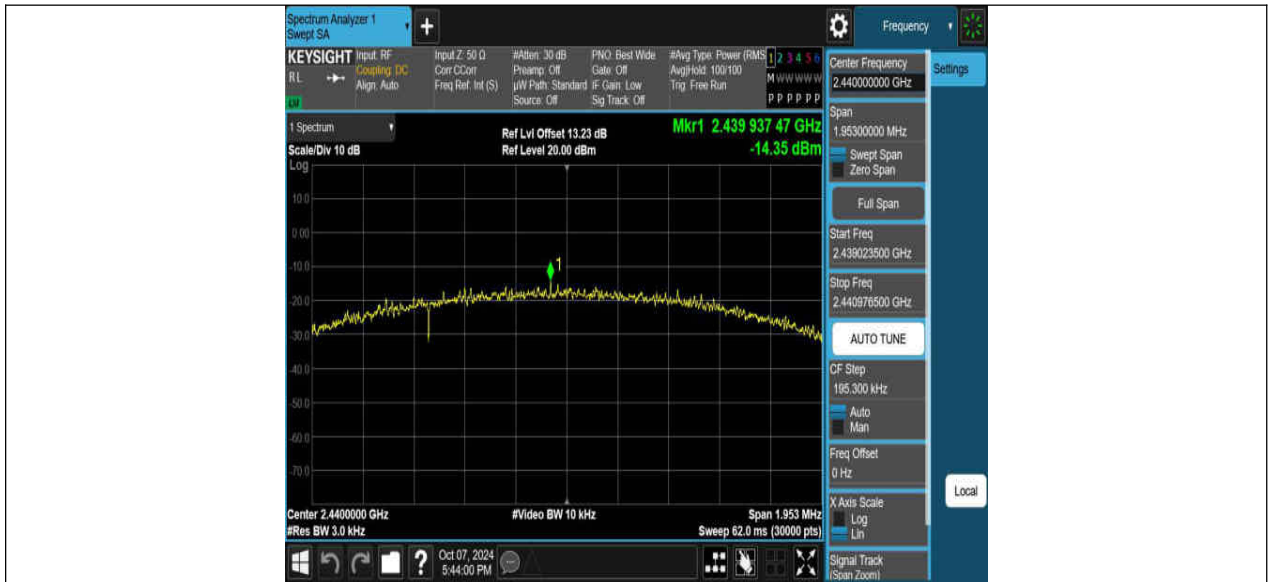 Spectrum Analyzer 1
Swept SA
+
Frequency
KEYSIGHT
RL
Input: RF
Coupling: DC
Align: Auto
Input Z: 50 Ω
Corr CCorr
Freq Ref: Int (S)
#Atten: 30 dB
Preamp: Off
µW Path: Standard
Source: Off
PNO: Best Wide
Gate: Off
IF Gain: Low
Sig Track: Off
#Avg Type: Power (RMS
Avg|Hold: 100/100
Trig: Free Run
1 2 3 4 5 6
M W W W W W
P P P P P P
1 Spectrum
Scale/Div 10 dB
Log
Ref Lvl Offset 13.23 dB
Ref Level 20.00 dBm
Mkr1 2.439 937 47 GHz
-14.35 dBm
10.0
0.00
-10.0
-20.0
-30.0
-40.0
-50.0
-60.0
-70.0
1
Center 2.4400000 GHz
#Res BW 3.0 kHz
#Video BW 10 kHz
Span 1.953 MHz
Sweep 62.0 ms (30000 pts)
?
Oct 07, 2024
5:44:00 PM
Center Frequency
2.440000000 GHz
Settings
Span
1.95300000 MHz
Swept Span
Zero Span
Full Span
Start Freq
2.439023500 GHz
Stop Freq
2.440976500 GHz
AUTO TUNE
CF Step
195.300 kHz
Auto
Man
Freq Offset
0 Hz
X Axis Scale
Log
Lin
Local
Signal Track
(Span Zoom)